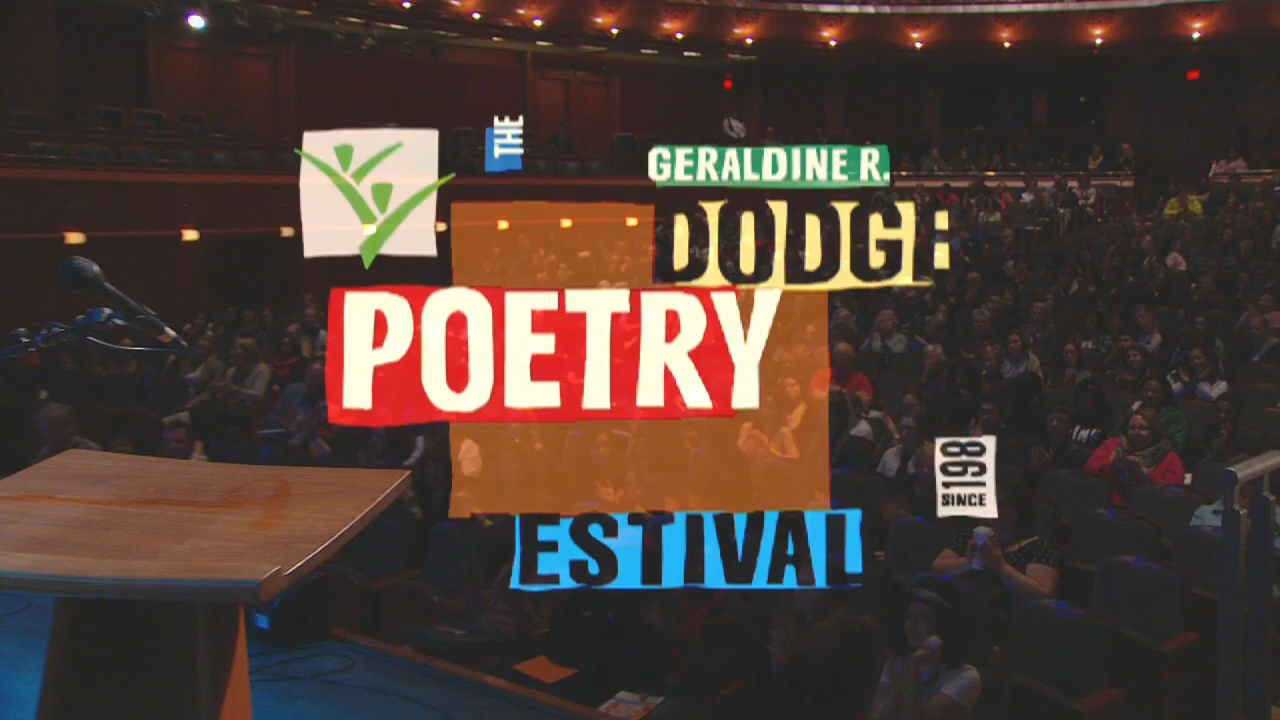 THE
GERALDINE R.
DODGE
POETRY
ESTIVAL
SINCE 198